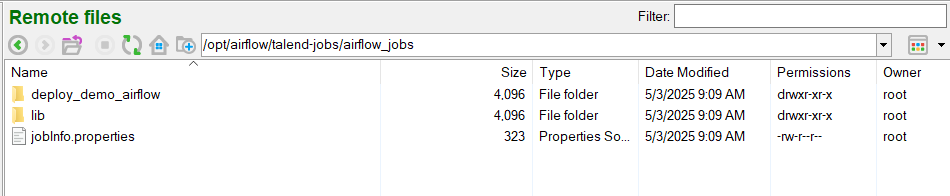 Remote files Filter:
/opt/airflow/talend-jobs/airflow_jobs
Name Size Type Date Modified Permissions Owner
deploy_demo_airflow 4,096 File folder 5/3/2025 9:09 AM drwxr-xr-x root
lib 4,096 File folder 5/3/2025 9:09 AM drwxr-xr-x root
jobInfo.properties 323 Properties So... 5/3/2025 9:09 AM -rw-r--r-- root